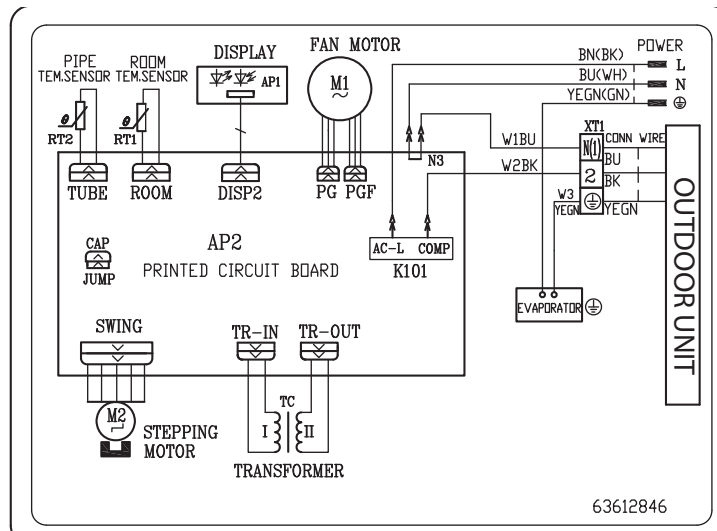 PIPE
TEM.SENSOR
ROOM
TEM.SENSOR
DISPLAY
AP1
FAN MOTOR
M1
~
POWER
BN(BK)
L
BU(WH)
N
YEGN(GN)
θ
RT2
θ
RT1
W1BU
N3
W2BK
XT1
N(1)
2
CONN WIRE
BU
BK
W3
YEGN
YEGN
TUBE
ROOM
DISP2
PG
PGF
AP2
PRINTED CIRCUIT BOARD
CAP
JUMP
AC-L COMP
K101
EVAPORATOR
OUTDOOR UNIT
SWING
TR-IN
TR-OUT
M2
STEPPING
MOTOR
TC
I
II
TRANSFORMER
63612846